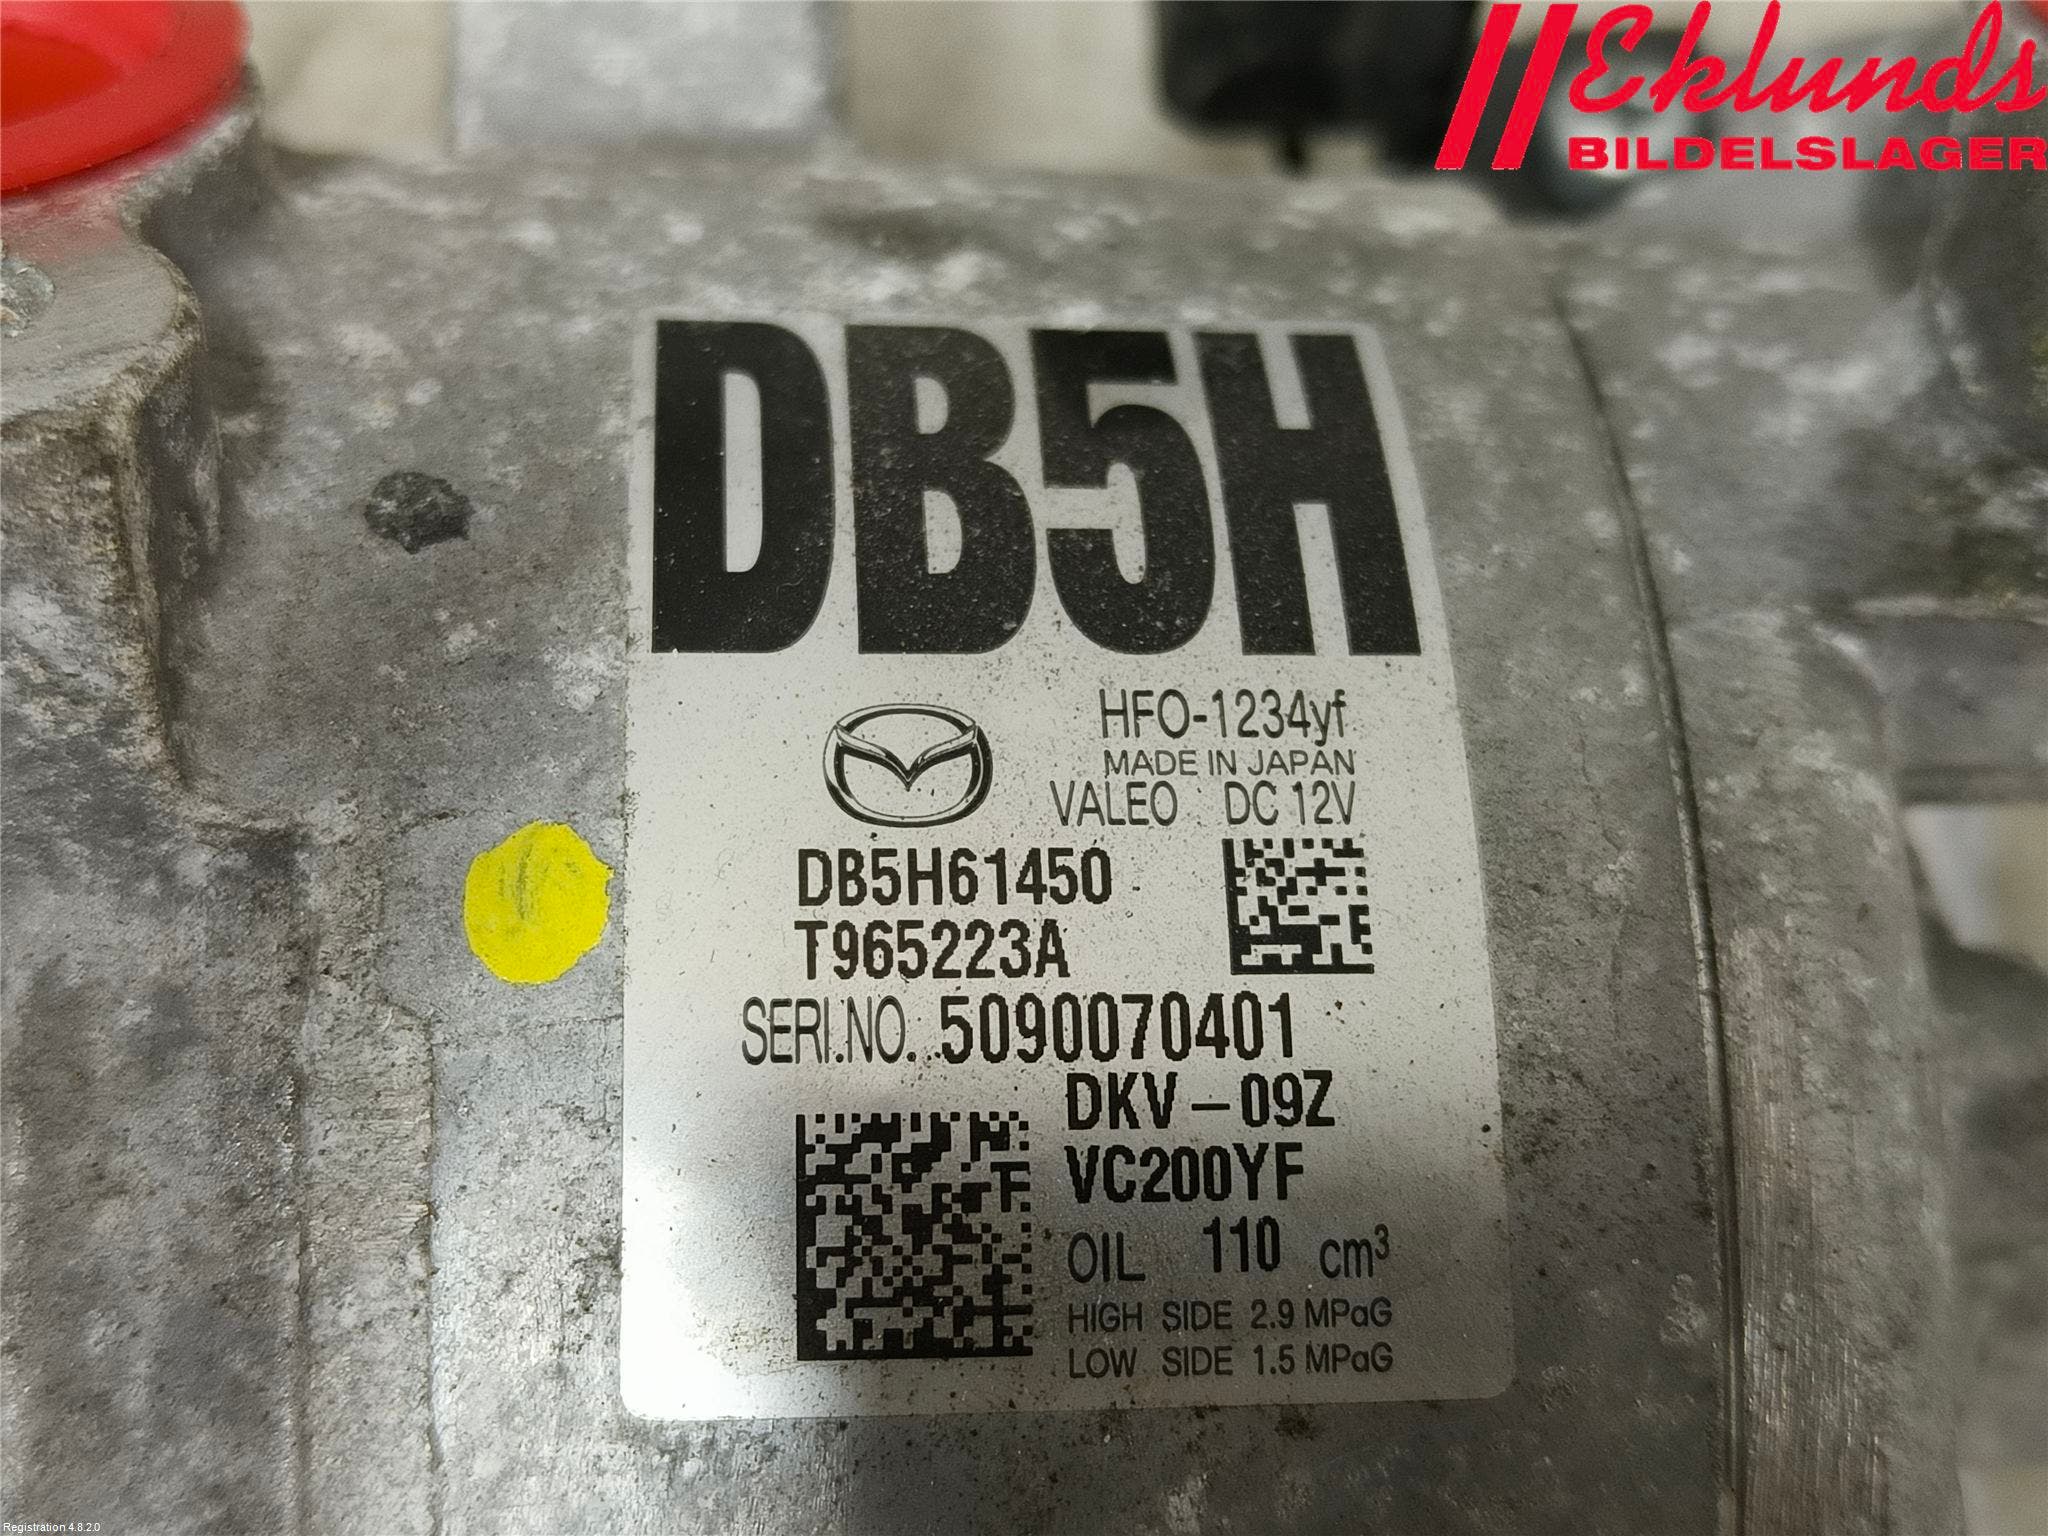 Eklunds
BILDELSLAGER
DB5H
HFO-1234yf
MADE IN JAPAN
VALEO DC 12V
DB5H61450
T965223A
SERI.NO. 5090070401
DKV-09Z
VC200YF
OIL 110 cm³
HIGH SIDE 2.9 MPaG
LOW SIDE 1.5 MPaG
Registration 4.8.2.0